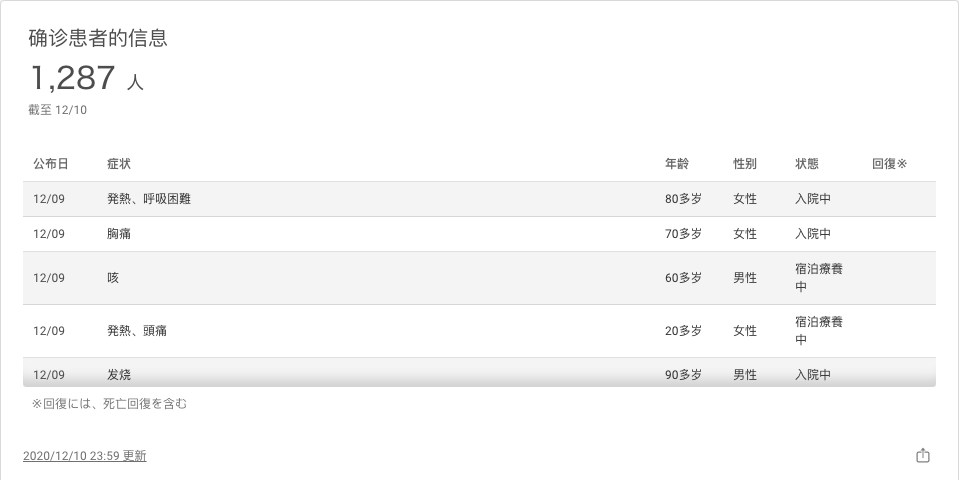 确诊患者的信息
1,287 人
截至 12/10
公布日 症状 年龄 性别 状態 回復※
12/09 発熱、呼吸困難 80多岁 女性 入院中
12/09 胸痛 70多岁 女性 入院中
12/09 咳 60多岁 男性 宿泊療養
中
12/09 発熱、頭痛 20多岁 女性 宿泊療養
中
12/09 发烧 90多岁 男性 入院中
※回復には、死亡回復を含む
2020/12/10 23:59 更新